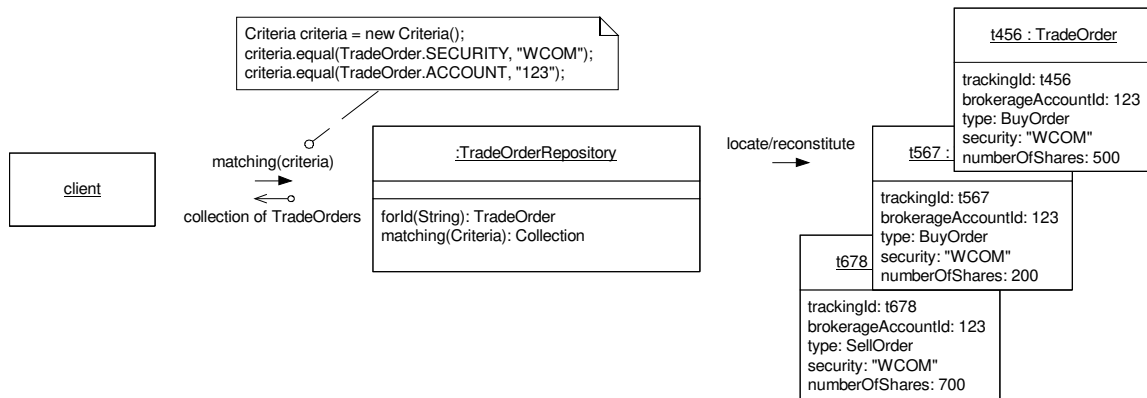 Criteria criteria = new Criteria();
criteria.equal(TradeOrder.SECURITY, "WCOM");
criteria.equal(TradeOrder.ACCOUNT, "123");
client
matching(criteria)
collection of TradeOrders
:TradeOrderRepository
forId(String): TradeOrder
matching(Criteria): Collection
locate/reconstitute
t456 : TradeOrder
trackingId: t456
brokerageAccountId: 123
type: BuyOrder
security: "WCOM"
numberOfShares: 500
t567 :
trackingId: t567
brokerageAccountId: 123
type: BuyOrder
security: "WCOM"
numberOfShares: 200
t678
trackingId: t678
brokerageAccountId: 123
type: SellOrder
security: "WCOM"
numberOfShares: 700